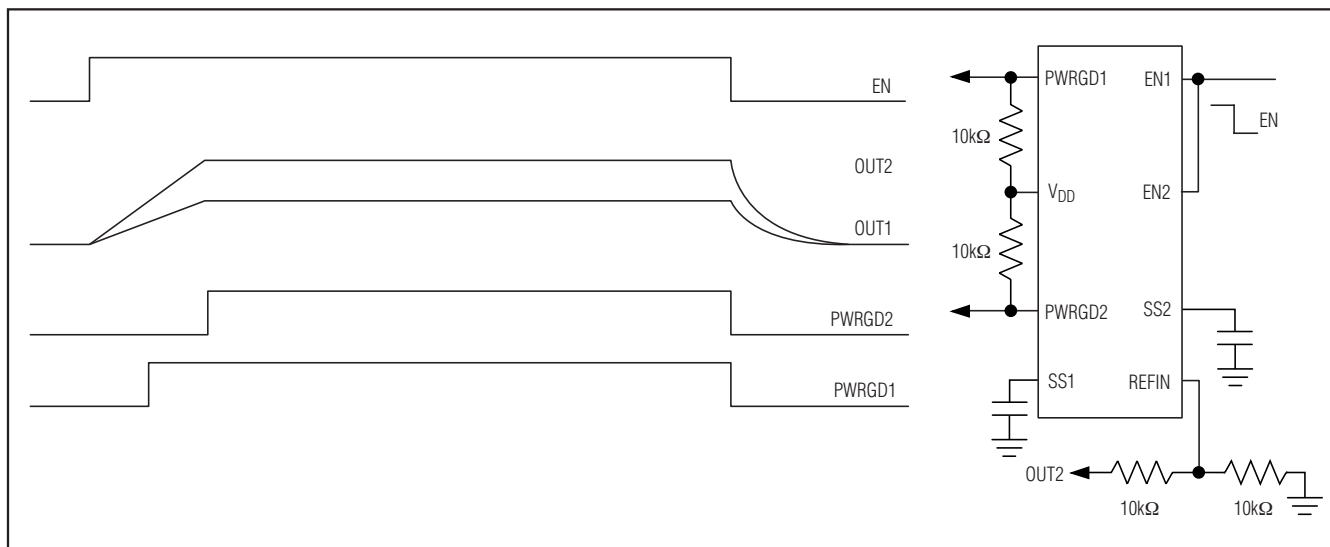 EN
OUT2
OUT1
PWRGD2
PWRGD1
PWRGD1
EN1
10kΩ
EN
VDD
EN2
10kΩ
PWRGD2
SS2
SS1
REFIN
OUT2
10kΩ
10kΩ